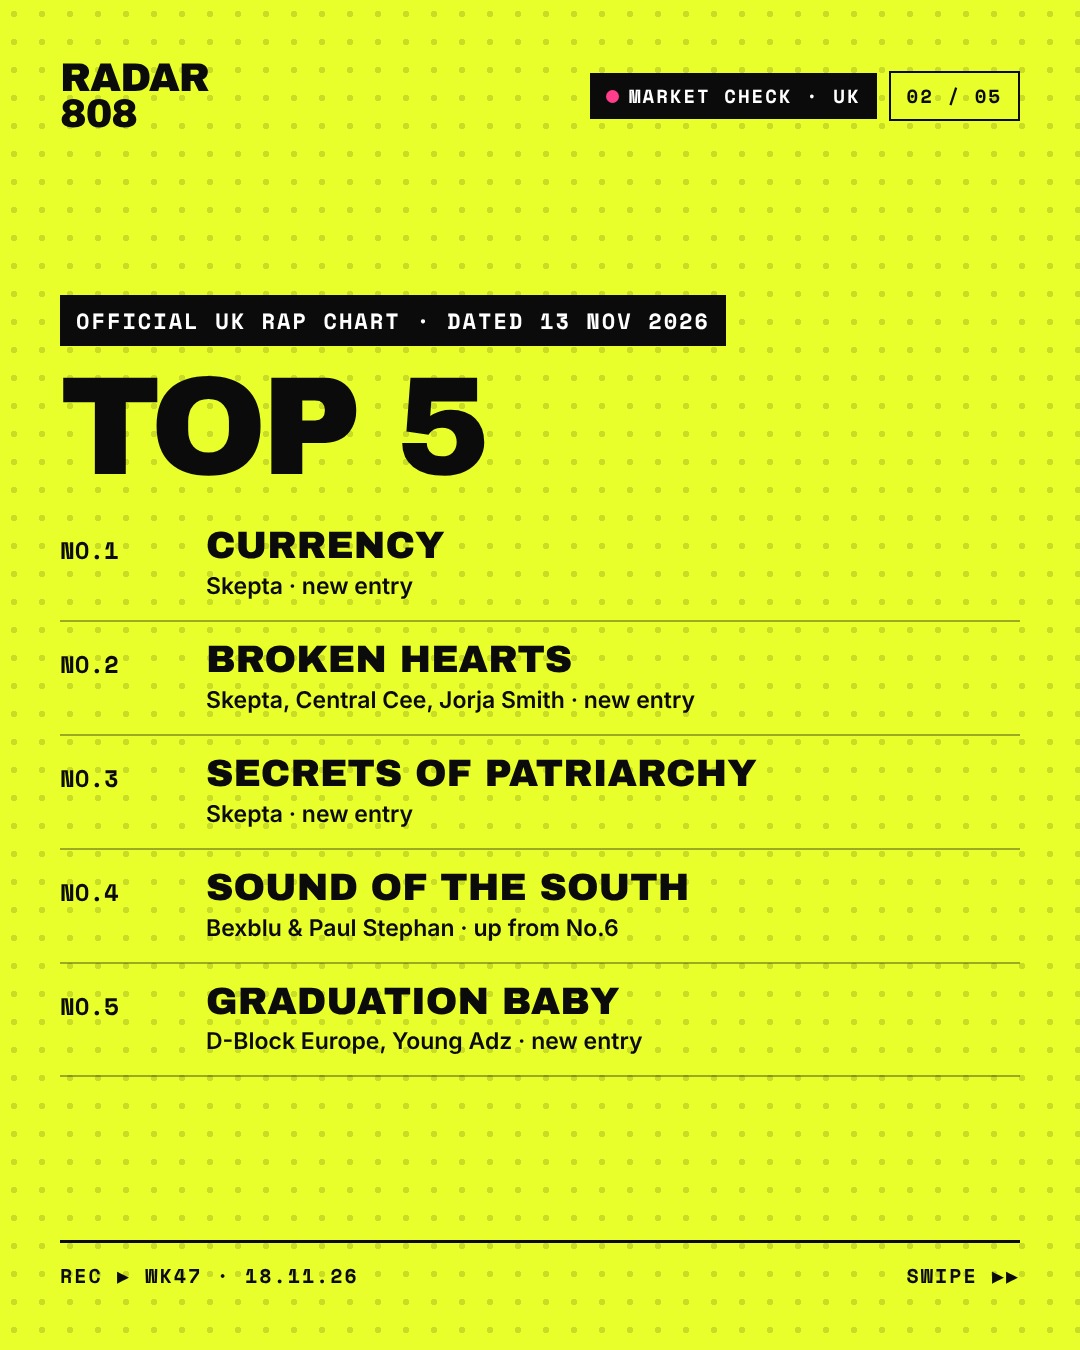 RADAR
808
MARKET CHECK · UK
02 / 05
OFFICIAL UK RAP CHART · DATED 13 NOV 2026
TOP 5
NO.1
CURRENCY
Skepta · new entry
NO.2
BROKEN HEARTS
Skepta, Central Cee, Jorja Smith · new entry
NO.3
SECRETS OF PATRIARCHY
Skepta · new entry
NO.4
SOUND OF THE SOUTH
Bexblu & Paul Stephan · up from No.6
NO.5
GRADUATION BABY
D-Block Europe, Young Adz · new entry
REC ▶ WK47 · 18.11.26
SWIPE ▶▶